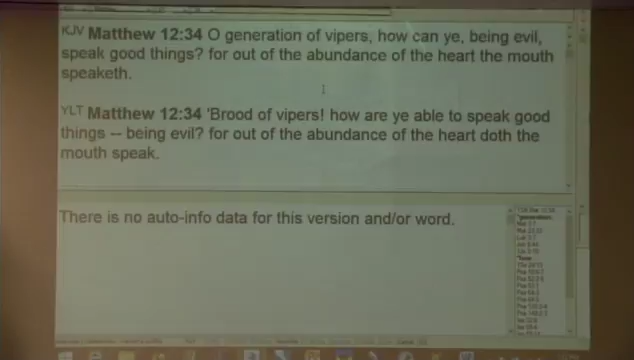 KJV Matthew 12:34 O generation of vipers, how can ye, being evil,
speak good things? for out of the abundance of the heart the mouth
speaketh.
YLT Matthew 12:34 'Brood of vipers! how are ye able to speak good
things -- being evil? for out of the abundance of the heart doth the
mouth speak.
There is no auto-info data for this version and/or word.